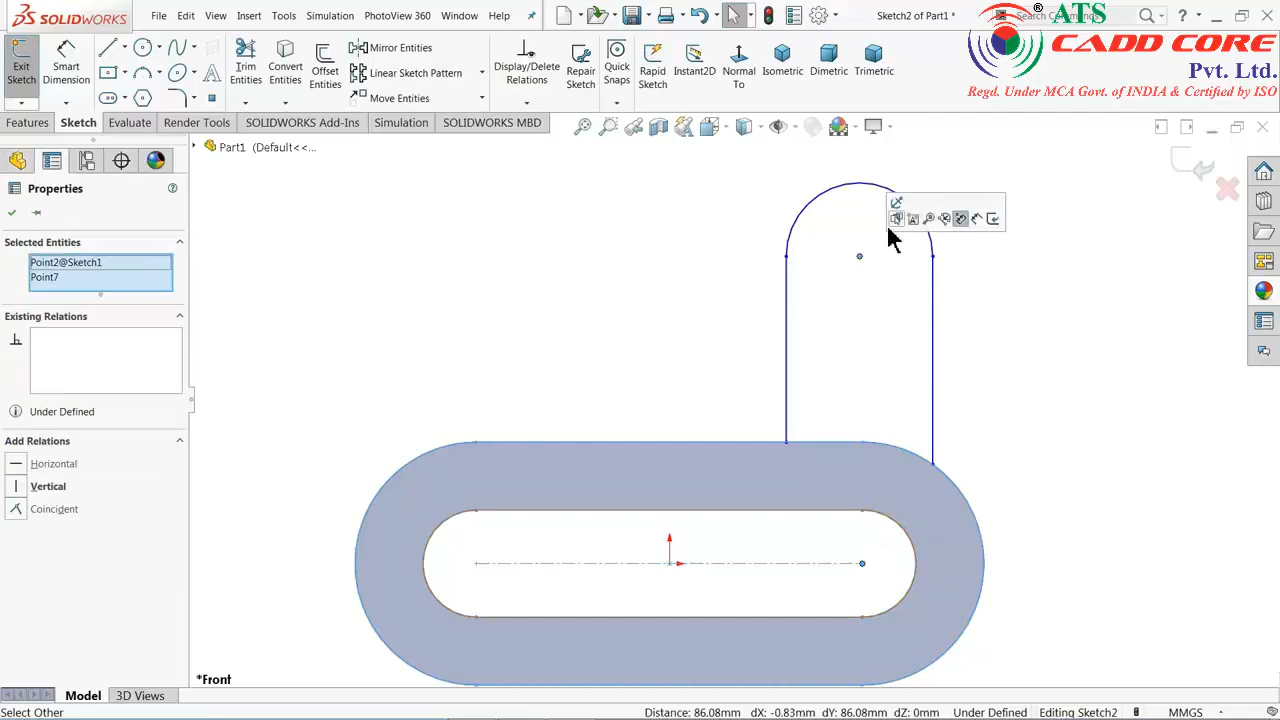 SOLIDWORKS
File Edit View Insert Tools Simulation PhotoView 360 Window Help
Sketch2 of Part1 *
Search Commands
® ATS
CADD CORE
Pvt. Ltd.
Regd. Under MCA Govt. of INDIA & Certified by ISO
Exit Sketch
Smart Dimension
Trim Entities
Convert Entities
Offset Entities
Mirror Entities
Linear Sketch Pattern
Move Entities
Display/Delete Relations
Repair Sketch
Quick Snaps
Rapid Sketch
Instant2D
Normal To
Isometric
Dimetric
Trimetric
Features Sketch Evaluate Render Tools SOLIDWORKS Add-Ins Simulation SOLIDWORKS MBD
Part1 (Default<<...
Properties
Selected Entities
Point2@Sketch1
Point7
Existing Relations
Under Defined
Add Relations
Horizontal
Vertical
Coincident
*Front
Model 3D Views
Select Other Distance: 86.08mm dX: -0.83mm dY: 86.08mm dZ: 0mm Under Defined Editing Sketch2 MMGS